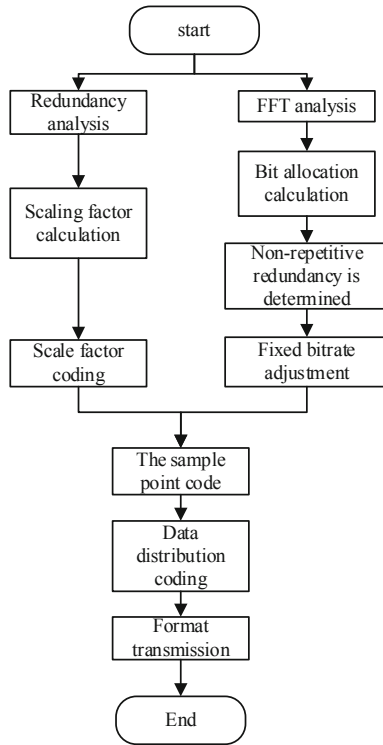 start
Redundancy
analysis
Scaling factor
calculation
Scale factor
coding
FFT analysis
Bit allocation
calculation
Non-repetitive
redundancy is
determined
Fixed bitrate
adjustment
The sample
point code
Data
distribution
coding
Format
transmission
End